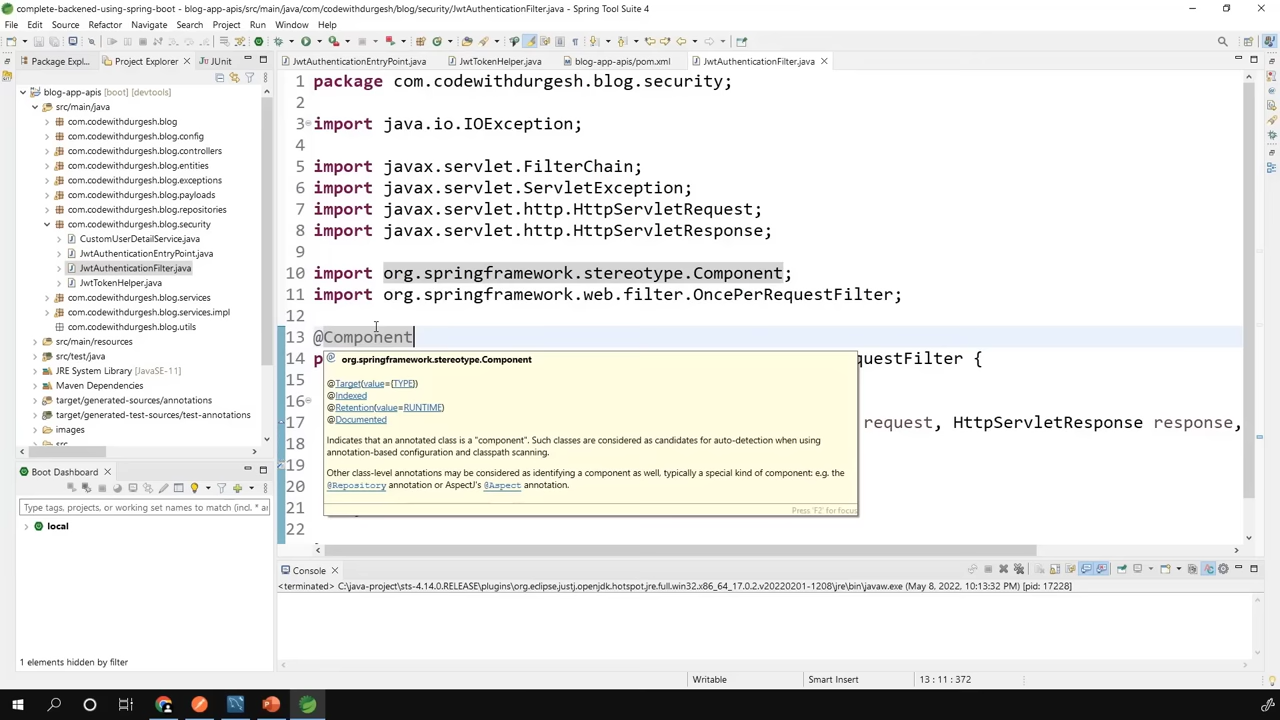 complete-backened-using-spring-boot - blog-app-apis/src/main/java/com/codewithdurgesh/blog/security/JwtAuthenticationFilter.java - Spring Tool Suite 4
File Edit Source Refactor Navigate Search Project Run Window Help
Package Expl...
Project Explorer
JUnit
JwtAuthenticationEntryPoint.java
JwtTokenHelper.java
blog-app-apis/pom.xml
JwtAuthenticationFilter.java
blog-app-apis [boot] [devtools]
src/main/java
com.codewithdurgesh.blog
com.codewithdurgesh.blog.config
com.codewithdurgesh.blog.controllers
com.codewithdurgesh.blog.entities
com.codewithdurgesh.blog.exceptions
com.codewithdurgesh.blog.payloads
com.codewithdurgesh.blog.repositories
com.codewithdurgesh.blog.security
CustomUserDetailService.java
JwtAuthenticationEntryPoint.java
JwtAuthenticationFilter.java
JwtTokenHelper.java
com.codewithdurgesh.blog.services
com.codewithdurgesh.blog.services.impl
com.codewithdurgesh.blog.utils
src/main/resources
src/test/java
JRE System Library [JavaSE-11]
Maven Dependencies
target/generated-sources/annotations
target/generated-test-sources/test-annotations
images
src
Boot Dashboard
Type tags, projects, or working set names to match (incl. * a
local
1 elements hidden by filter
1 package com.codewithdurgesh.blog.security;
2
3 import java.io.IOException;
4
5 import javax.servlet.FilterChain;
6 import javax.servlet.ServletException;
7 import javax.servlet.http.HttpServletRequest;
8 import javax.servlet.http.HttpServletResponse;
9
10 import org.springframework.stereotype.Component;
11 import org.springframework.web.filter.OncePerRequestFilter;
12
13 @Component
14 p questFilter {
15
16
17 request, HttpServletResponse response,
18
19
20
21
22
@ org.springframework.stereotype.Component
@Target(value={TYPE})
@Indexed
@Retention(value=RUNTIME)
@Documented
Indicates that an annotated class is a "component". Such classes are considered as candidates for auto-detection when using
annotation-based configuration and classpath scanning.
Other class-level annotations may be considered as identifying a component as well, typically a special kind of component: e.g. the
@Repository annotation or AspectJ's @Aspect annotation.
Press 'F2' for focus
Console
<terminated> C:\java-project\sts-4.14.0.RELEASE\plugins\org.eclipse.justj.openjdk.hotspot.jre.full.win32.x86_64_17.0.2.v20220201-1208\jre\bin\javaw.exe (May 8, 2022, 10:13:32 PM) [pid: 17228]
Writable
Smart Insert
13 : 11 : 372